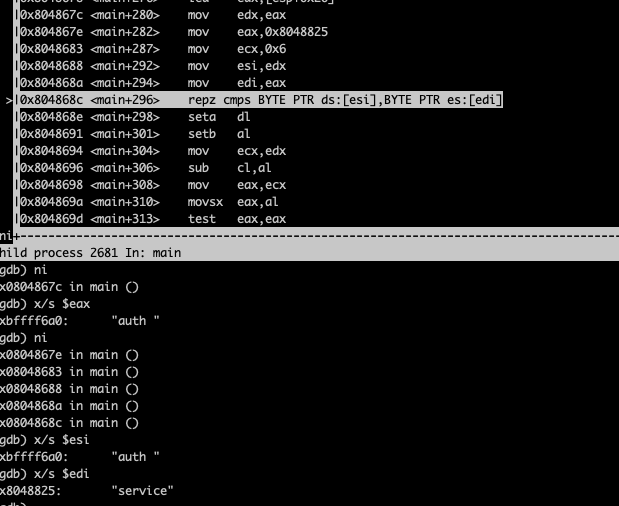 |0x804867c <main+280>    mov    edx,eax
|0x804867e <main+282>    mov    eax,0x8048825
|0x8048683 <main+287>    mov    ecx,0x6
|0x8048688 <main+292>    mov    esi,edx
|0x804868a <main+294>    mov    edi,eax
>|0x804868c <main+296>    repz cmps BYTE PTR ds:[esi],BYTE PTR es:[edi]
|0x804868e <main+298>    seta   dl
|0x8048691 <main+301>    setb   al
|0x8048694 <main+304>    mov    ecx,edx
|0x8048696 <main+306>    sub    cl,al
|0x8048698 <main+308>    mov    eax,ecx
|0x804869a <main+310>    movsx  eax,al
|0x804869d <main+313>    test   eax,eax
ni
hild process 2681 In: main
gdb) ni
x0804867c in main ()
gdb) x/s $eax
xbffff6a0:       "auth "
gdb) ni
x0804867e in main ()
x08048683 in main ()
x08048688 in main ()
x0804868a in main ()
x0804868c in main ()
gdb) x/s $esi
xbffff6a0:       "auth "
gdb) x/s $edi
x8048825:        "service"